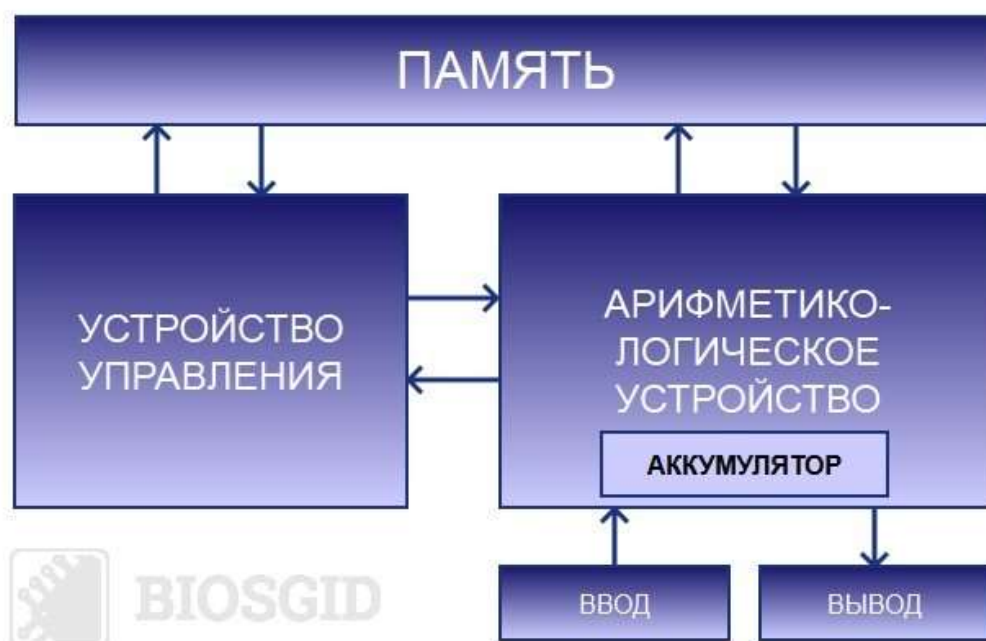 ПАМЯТЬ
УСТРОЙСТВО
УПРАВЛЕНИЯ
АРИФМЕТИКО-
ЛОГИЧЕСКОЕ
УСТРОЙСТВО
АККУМУЛЯТОР
ВВОД
ВЫВОД
BIOSGID